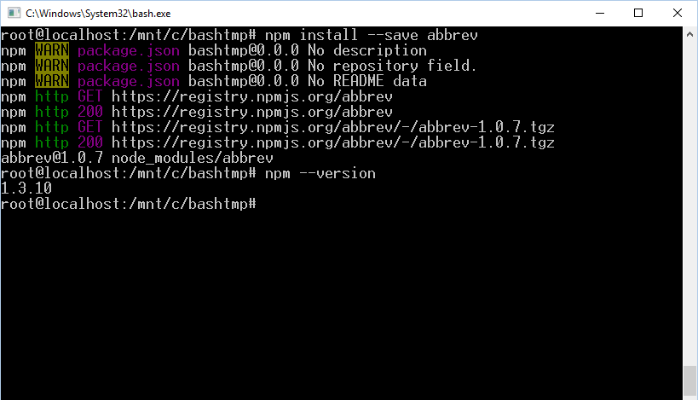 C:\Windows\System32\bash.exe
root@localhost:/mnt/c/bashtmp# npm install --save abbrev
npm WARN package.json bashtmp@0.0.0 No description
npm WARN package.json bashtmp@0.0.0 No repository field.
npm WARN package.json bashtmp@0.0.0 No README data
npm http GET https://registry.npmjs.org/abbrev
npm http 200 https://registry.npmjs.org/abbrev
npm http GET https://registry.npmjs.org/abbrev/-/abbrev-1.0.7.tgz
npm http 200 https://registry.npmjs.org/abbrev/-/abbrev-1.0.7.tgz
abbrev@1.0.7 node_modules/abbrev
root@localhost:/mnt/c/bashtmp# npm --version
1.3.10
root@localhost:/mnt/c/bashtmp#